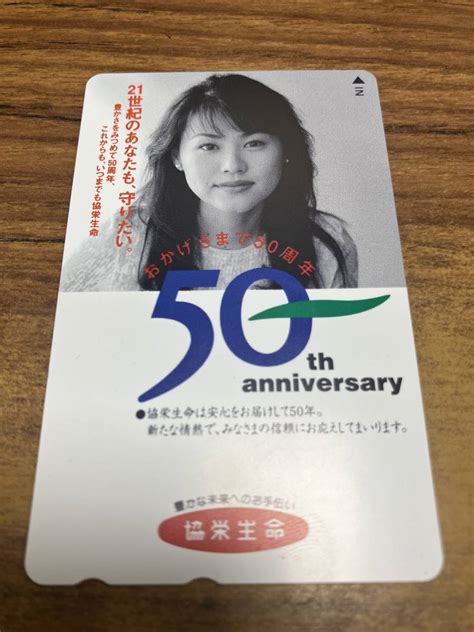 21世紀のあなたも、守りたい。
豊かさをみつめて50周年、
これからも、いつまでも協栄生命
IN
おかげさまで50周年
50th
anniversary
●協栄生命は安心をお届けして50年。
新たな情熱で、みなさまの信頼にお応えしてまいります。
豊かな未来へのお手伝い
協栄生命